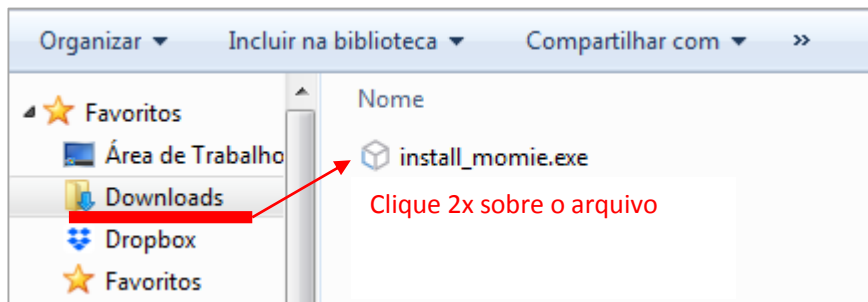 Organizar Incluir na biblioteca Compartilhar com »
Favoritos
Área de Trabalho
Downloads
Dropbox
Favoritos
Nome
install_momie.exe
Clique 2x sobre o arquivo